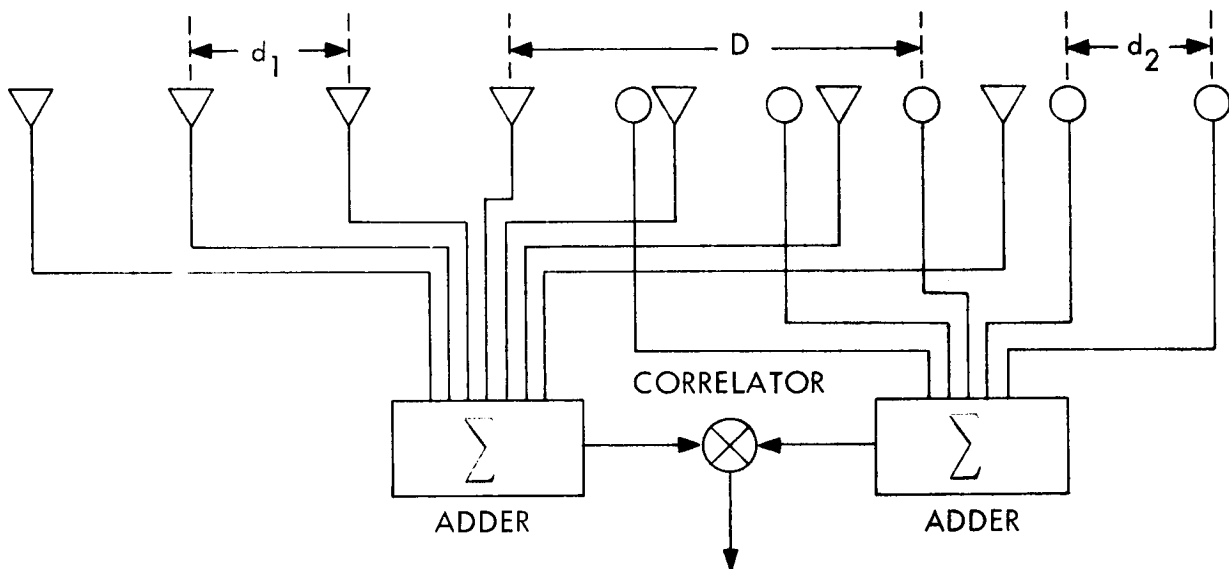 d1
D
d2
CORRELATOR
Σ
Σ
ADDER
ADDER